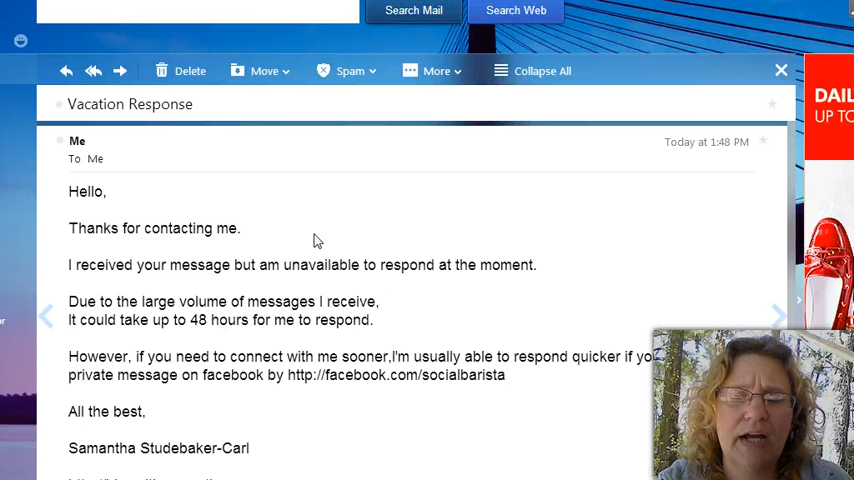 Search Mail Search Web
Delete Move Spam More Collapse All
Vacation Response
Me Today at 1:48 PM
To Me
Hello,
Thanks for contacting me.
I received your message but am unavailable to respond at the moment.
Due to the large volume of messages I receive,
It could take up to 48 hours for me to respond.
However, if you need to connect with me sooner,I'm usually able to respond quicker if
private message on facebook by http://facebook.com/socialbarista
All the best,
Samantha Studebaker-Carl
DAIL
UP TO